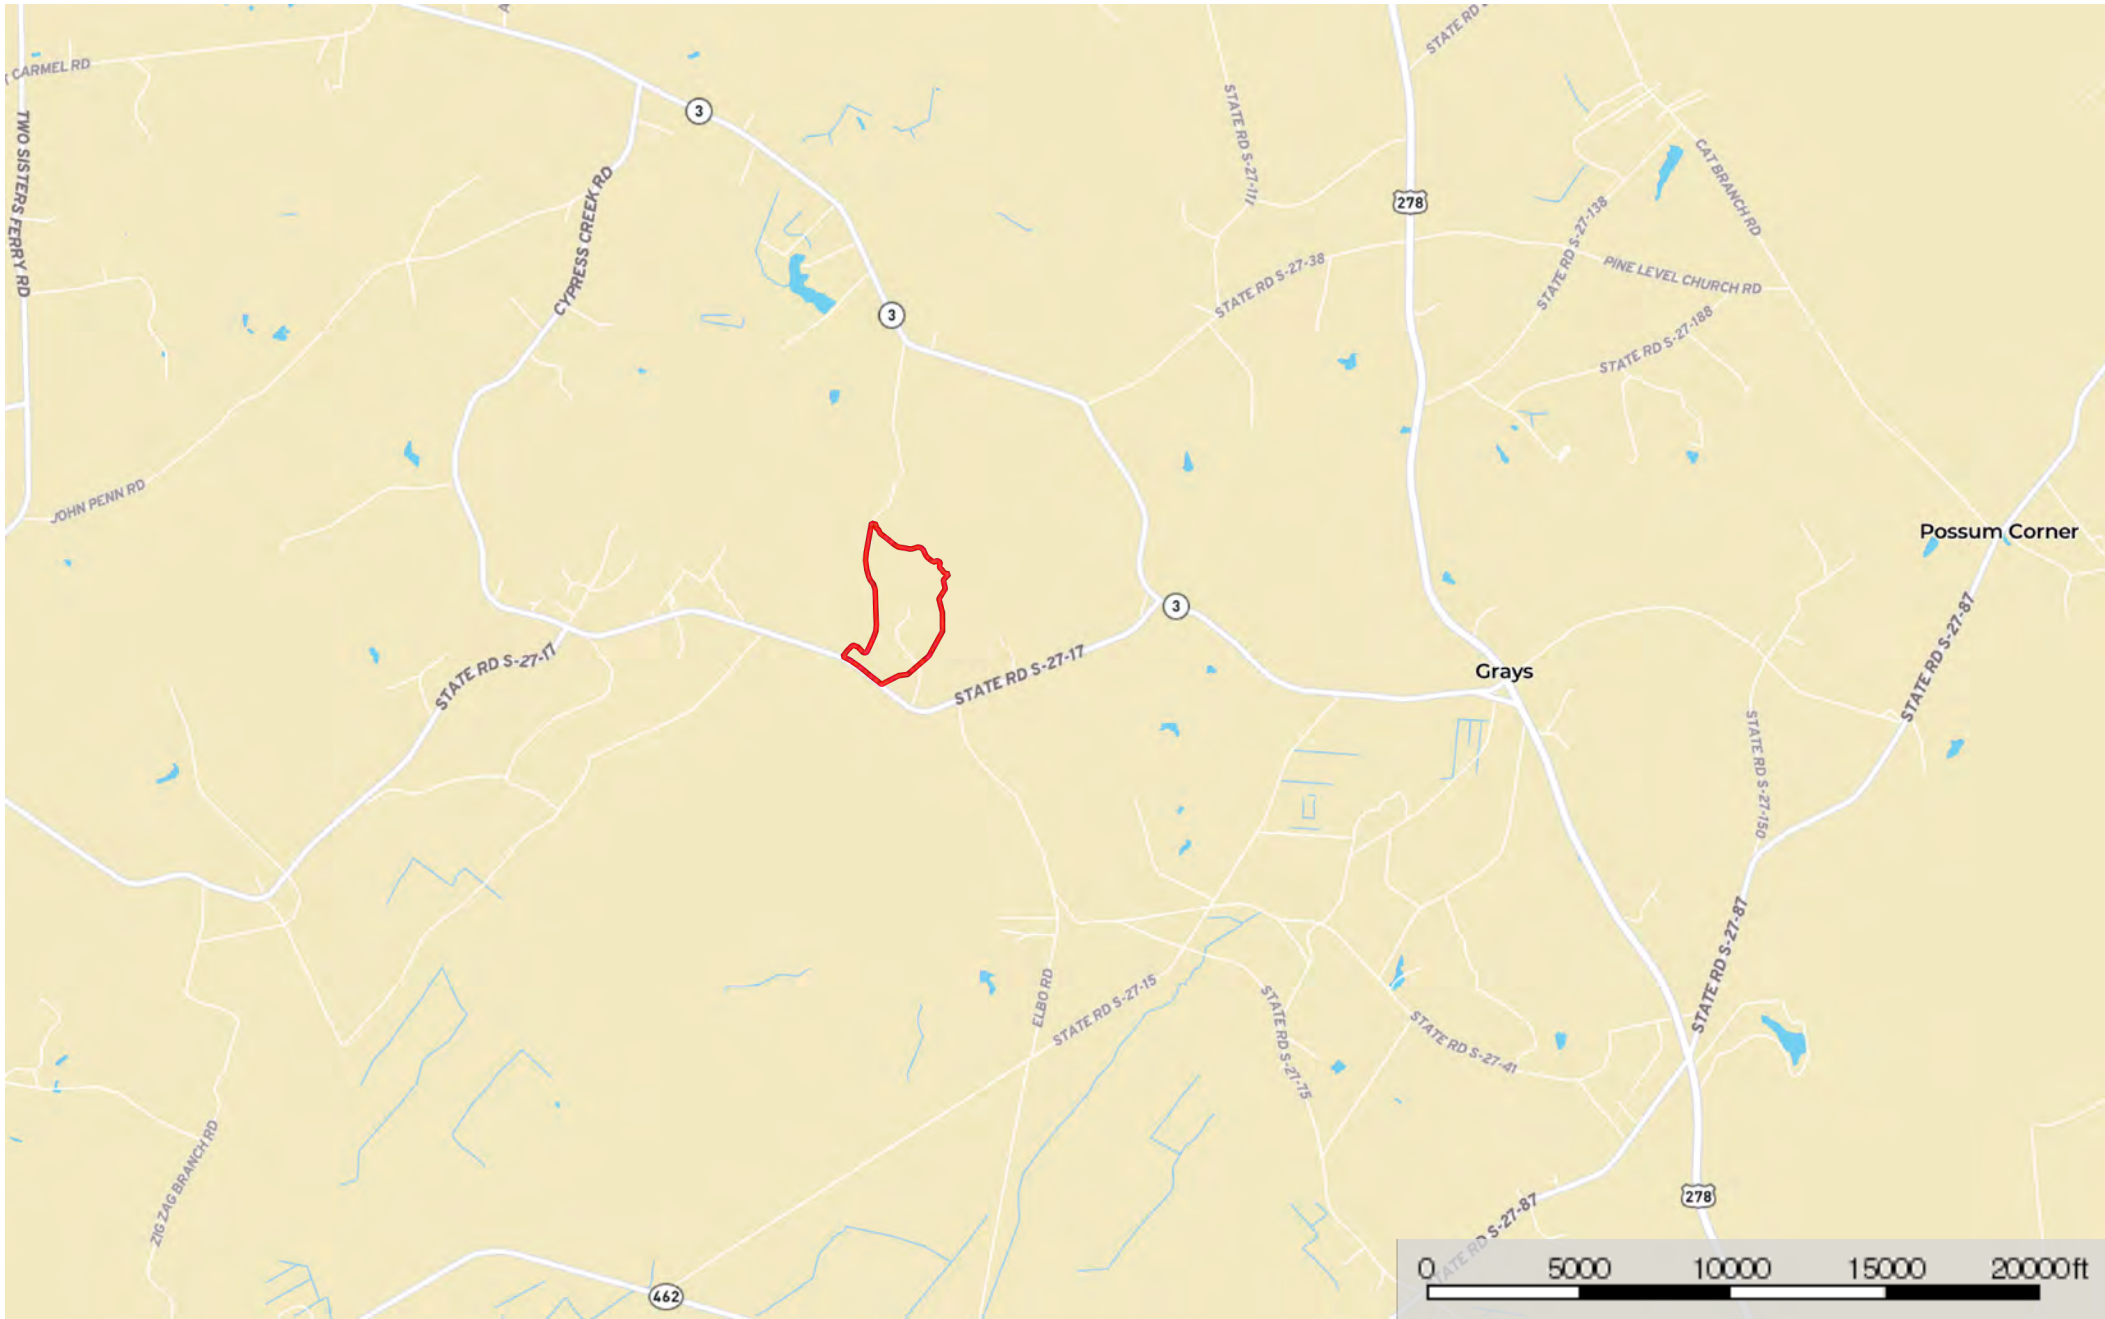 STATE RD
CARMEL RD
3
TWO SISTERS FERRY RD
STATE RD S-27-111
CAT BRANCH RD
278
CYPRESS CREEK RD
STATE RD S-27-138
STATE RD S-27-38
PINE LEVEL CHURCH RD
3
STATE RD S-27-188
JOHN PENN RD
Possum Corner
3
STATE RD S-27-87
STATE RD S-27-17
STATE RD S-27-17
Grays
STATE RD S-27-150
STATE RD S-27-87
ELBO RD
STATE RD S-27-15
STATE RD S-27-75
STATE RD S-27-41
ZIG ZAG BRANCH RD
278
STATE RD S-27-87
462
0 5000 10000 15000 20000ft